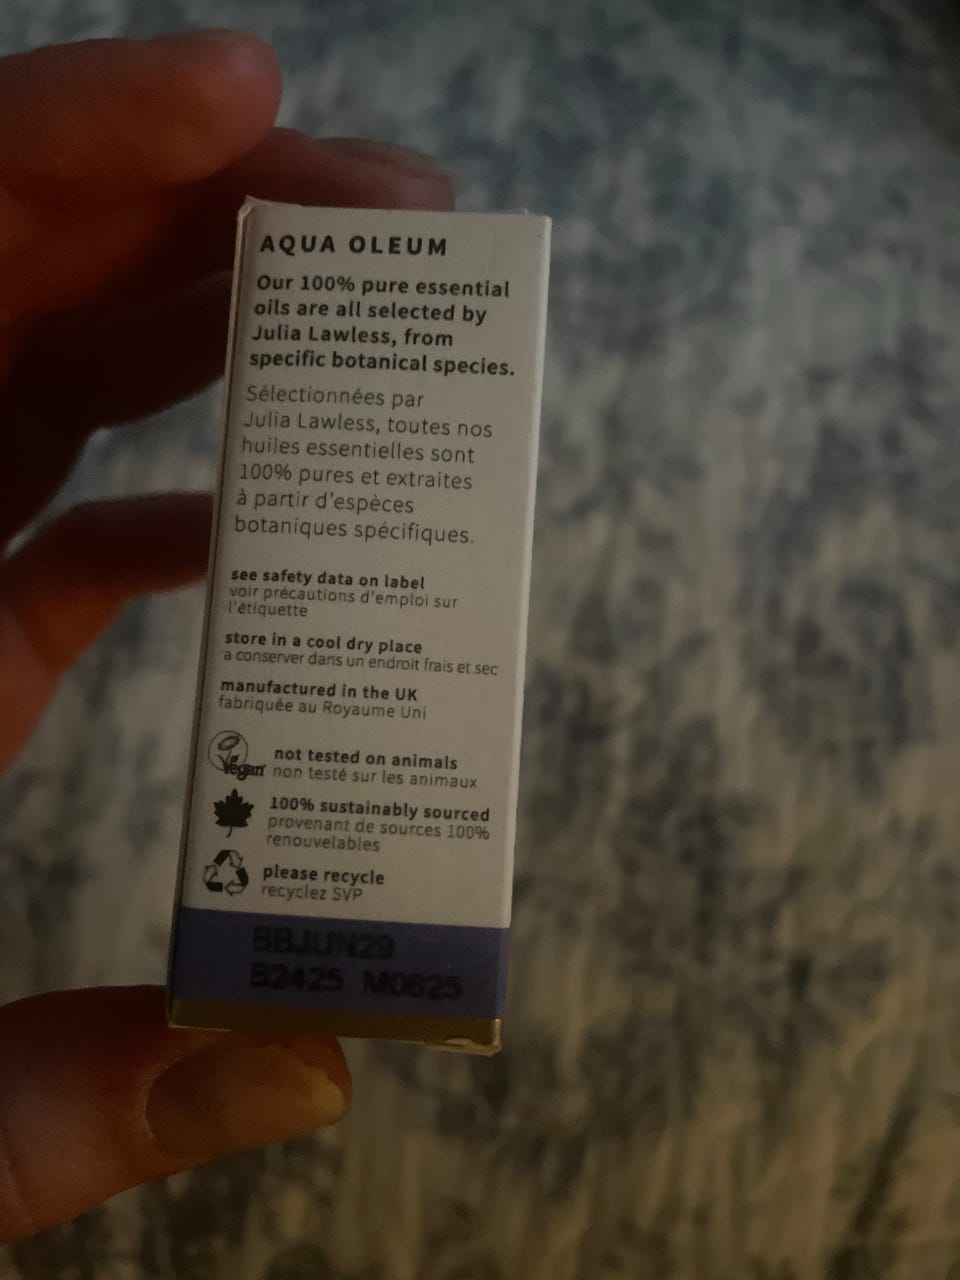 AQUA OLEUM
Our 100% pure essential
oils are all selected by
Julia Lawless, from
specific botanical species.
Sélectionnées par
Julia Lawless, toutes nos
huiles essentielles sont
100% pures et extraites
à partir d'espèces
botaniques spécifiques.
see safety data on label
voir précautions d'emploi sur
l'étiquette
store in a cool dry place
a conserver dans un endroit frais et sec
manufactured in the UK
fabriquée au Royaume Uni
Vegan
not tested on animals
non testé sur les animaux
100% sustainably sourced
provenant de sources 100%
renouvelables
please recycle
recyclez SVP
BBJUN29
B2425 M0625